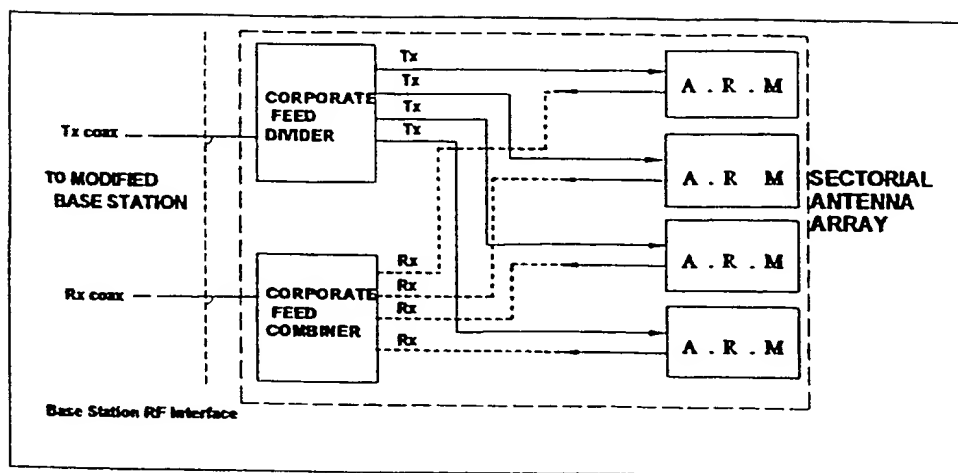 Tx
Tx
Tx
Tx
CORPORATE
FEED
DIVIDER
Tx coax
TO MODIFIED
BASE STATION
A . R . M
A . R M
A . R . M
A . R . M
SECTORIAL
ANTENNA
ARRAY
Rx
Rx
Rx
Rx
CORPORATE
FEED
COMBINER
Rx coax
Base Station RF Interface